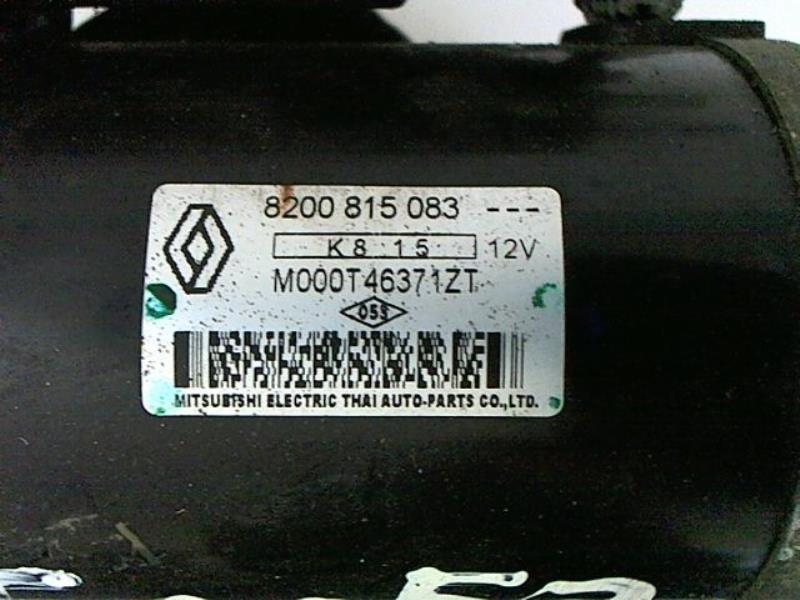 8200 815 083 ---
K8 15 12V
M000T46371ZT
055
MITSUBISHI ELECTRIC THAI AUTO-PARTS CO.,LTD.